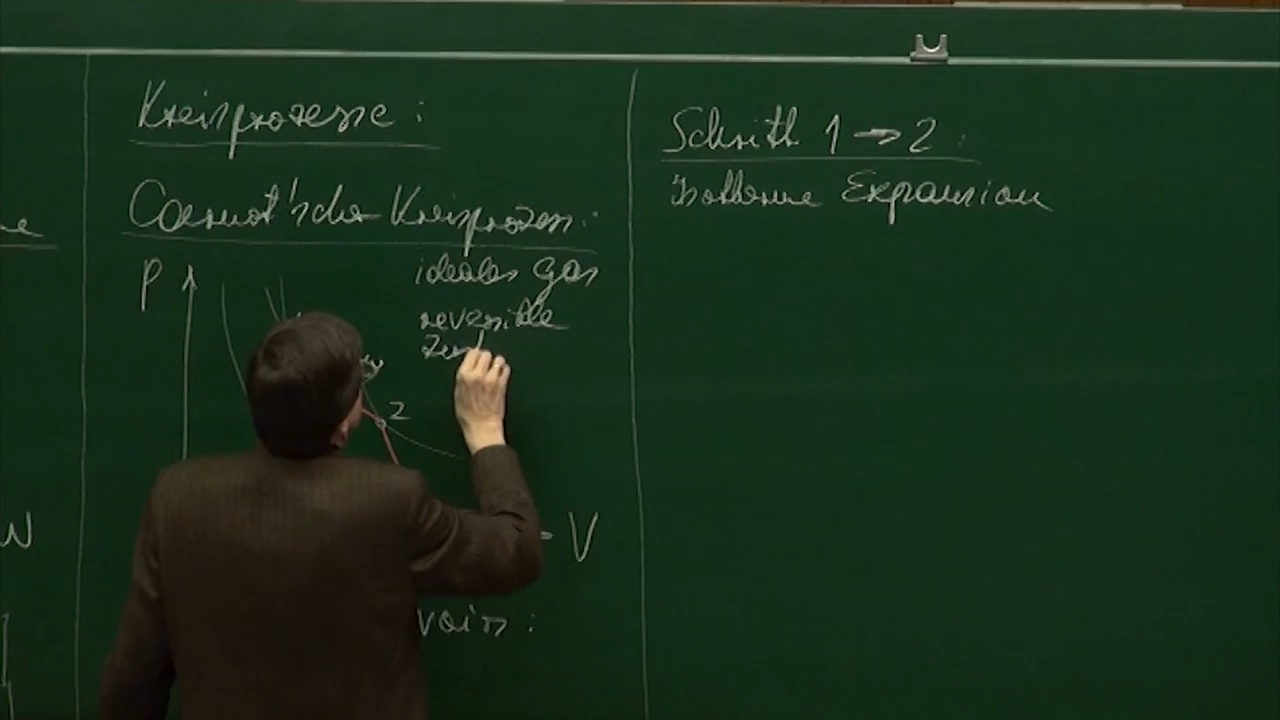 Kreisprozesse:
Carnot'scher Kreisprozess:
ideales Gas
reversible
P
2
V
N
Schritt 1 → 2:
isotherme Expansion